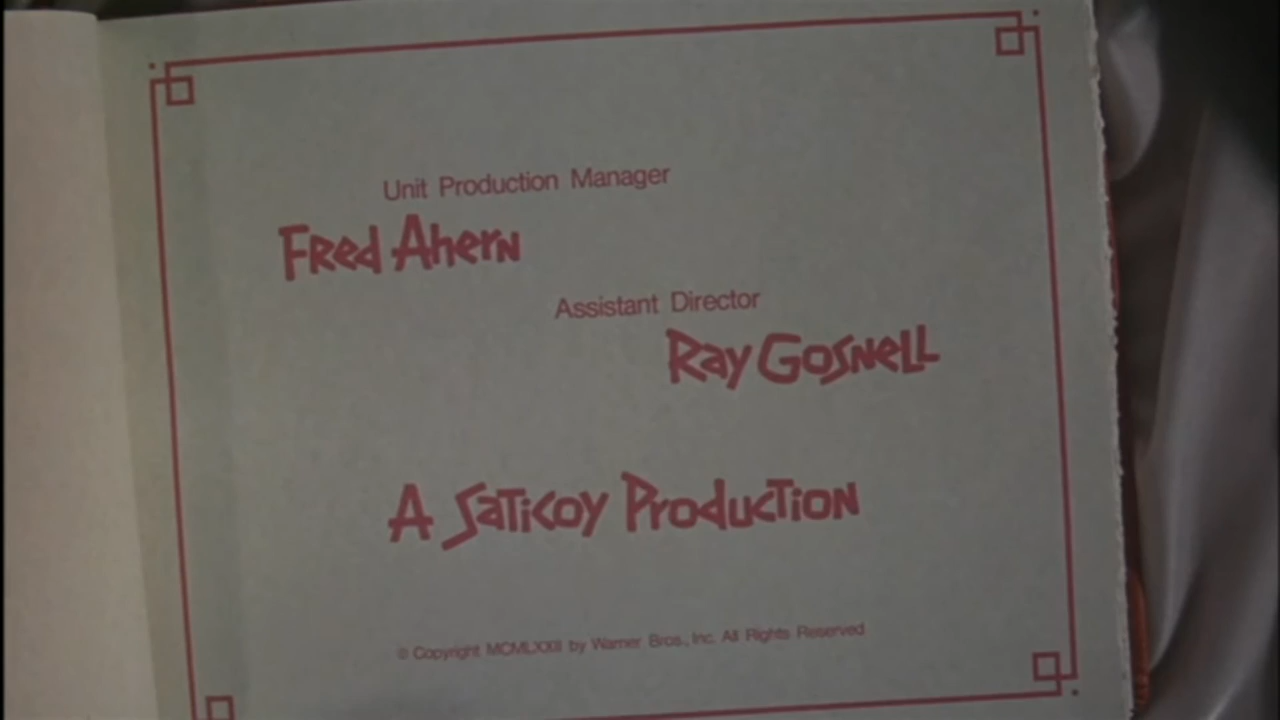 Unit Production Manager
Fred Ahern
Assistant Director
Ray Gosnell
A Saticoy Production
© Copyright MCMLXXII by Warner Bros., Inc. All Rights Reserved